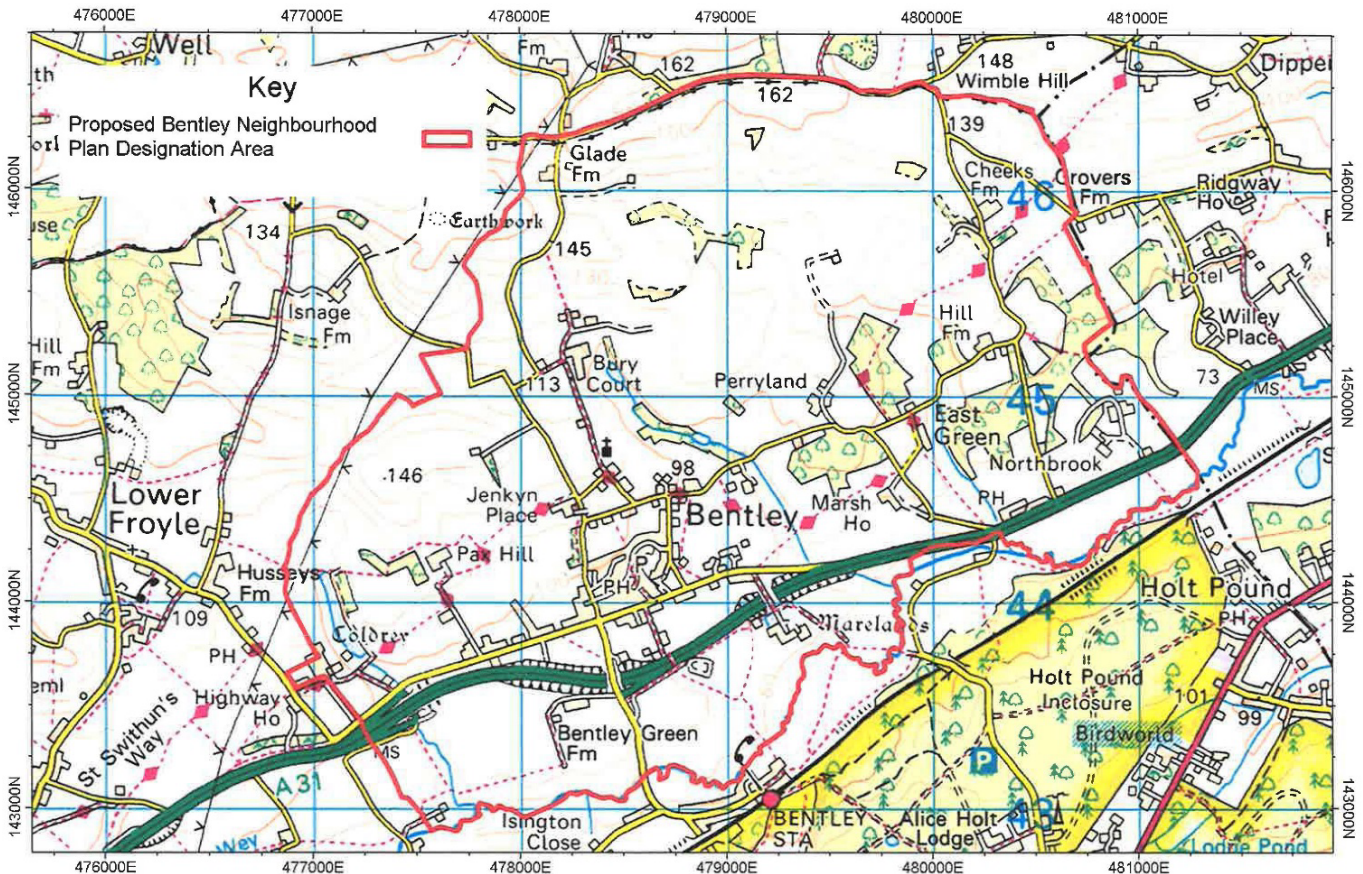 476000E 477000E 478000E 479000E 480000E 481000E
Well
Key
Proposed Bentley Neighbourhood
Plan Designation Area
Fm
162
162
148
Wimble Hill
139
Glade
Fm
Cheeks
Fm
46
Grovers
Fm
Ridgway
Ho
146000N
146000N
Earthwork
134
145
Isnage
Fm
Hotel
Hill
Fm
Hill
Fm
Willey
Place
Bury
Court
113
Perryland
73
MS
145000N
145000N
45
East
Green
146
Northbrook
Lower
Froyle
Jenkyn
Place
98
Bentley
Marsh
Ho
PH
Pax Hill
Husseys
Fm
PH
Holt Pound
144000N
144000N
44
109
Coldrey
Marelands
PH
PH
Highway
Ho
Holt Pound
Inclosure
101
99
Birdworld
St Swithun's
Way
MS
Bentley Green
Fm
P
A 31
143000N
143000N
43
Isington
Close
BENTLEY
STA
Alice Holt
Lodge
Wey
Lodge Pond
476000E 477000E 478000E 479000E 480000E 481000E